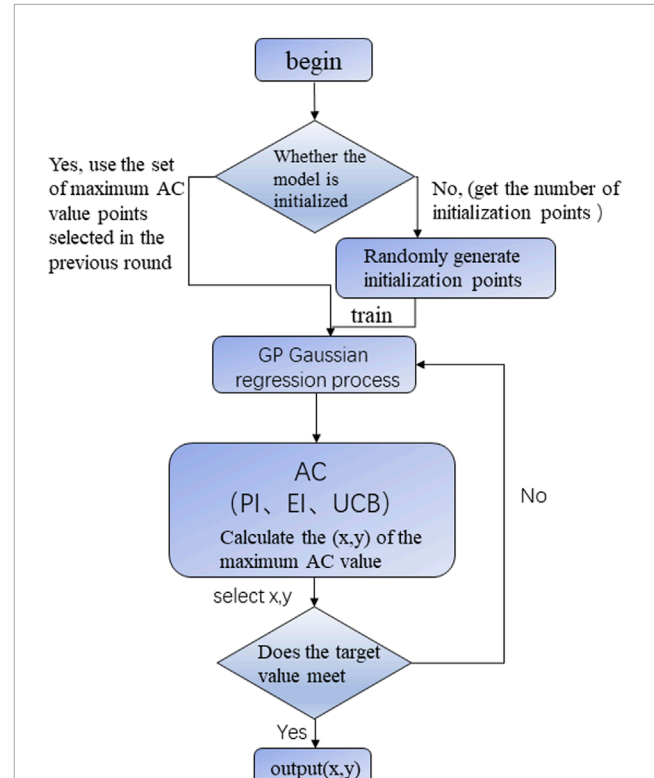 begin
Whether the
model is
initialized
Yes, use the set
of maximum AC
value points
selected in the
previous round
No, (get the number of
initialization points )
Randomly generate
initialization points
train
GP Gaussian
regression process
AC
(PI、EI、UCB)
Calculate the (x,y) of the
maximum AC value
No
select x,y
Does the target
value meet
Yes
output(x,y)